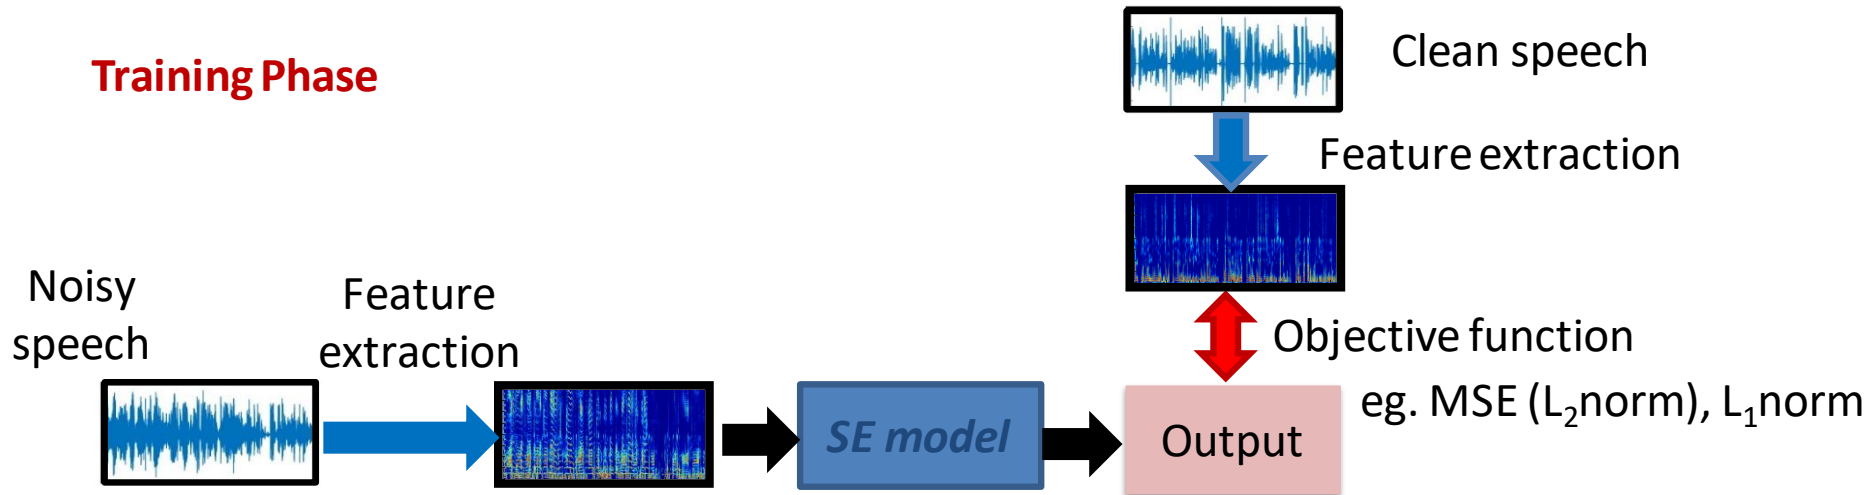 Training Phase
Clean speech
Feature extraction
Noisy
speech
Feature
extraction
Objective function
eg. MSE (L₂norm), L₁norm
SE model
Output